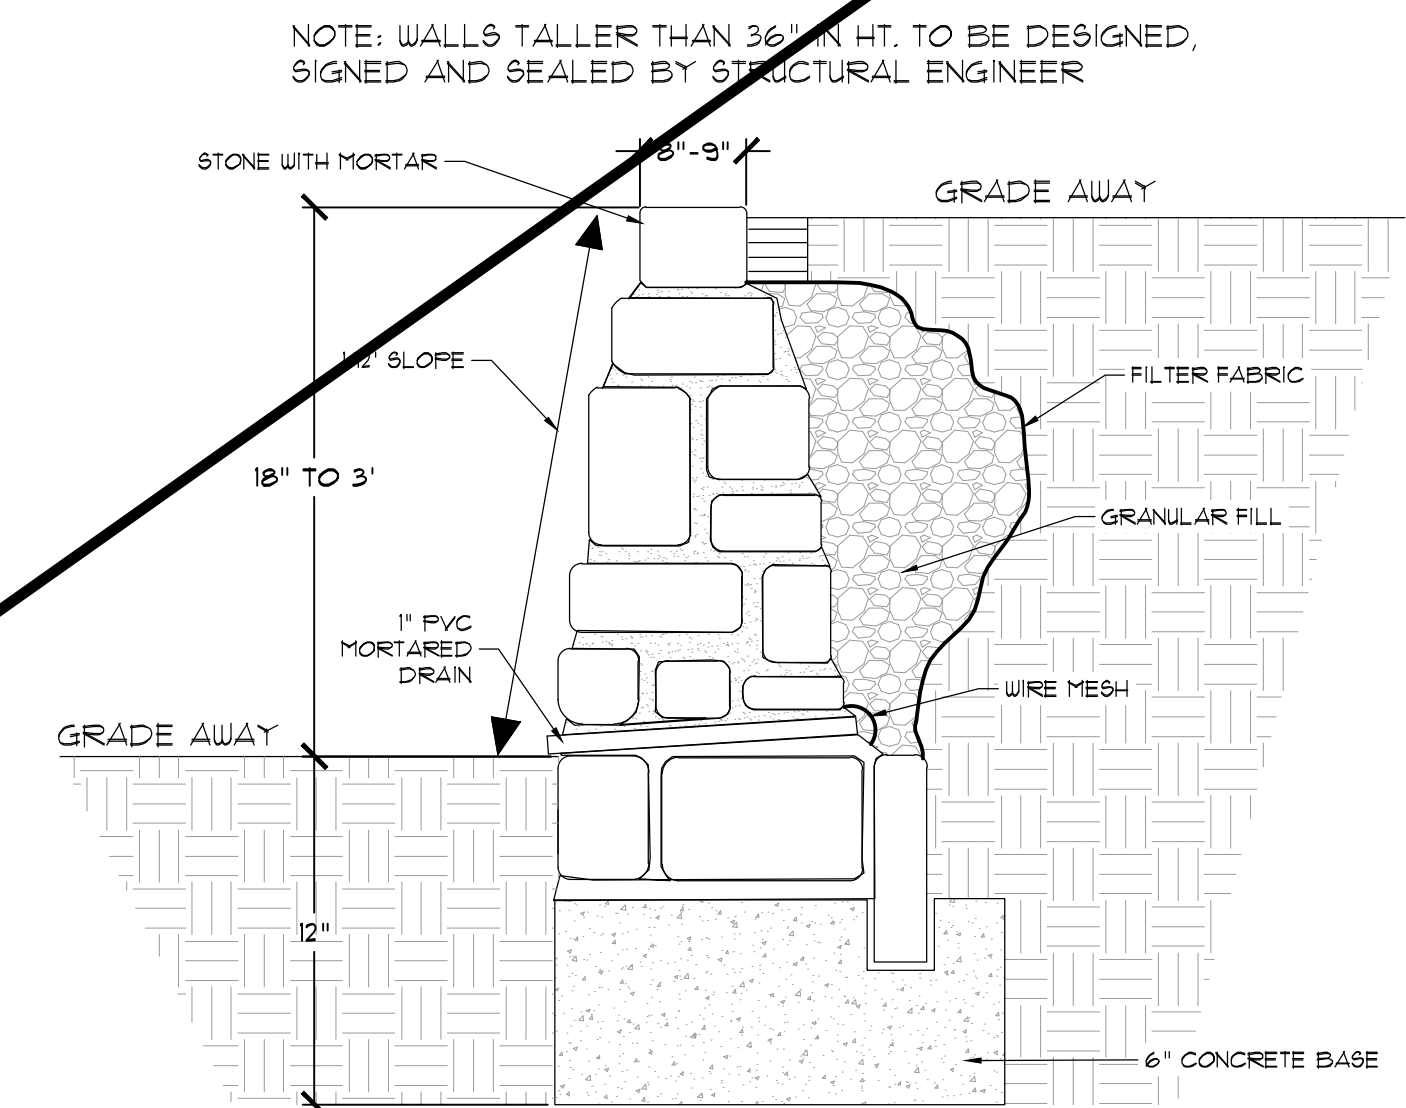 NOTE: WALLS TALLER THAN 36" IN HT. TO BE DESIGNED,
SIGNED AND SEALED BY STRUCTURAL ENGINEER
8"-9"
STONE WITH MORTAR
GRADE AWAY
SLOPE
FILTER FABRIC
18" TO 3'
GRANULAR FILL
1" PVC
MORTARED
DRAIN
WIRE MESH
GRADE AWAY
12"
6" CONCRETE BASE